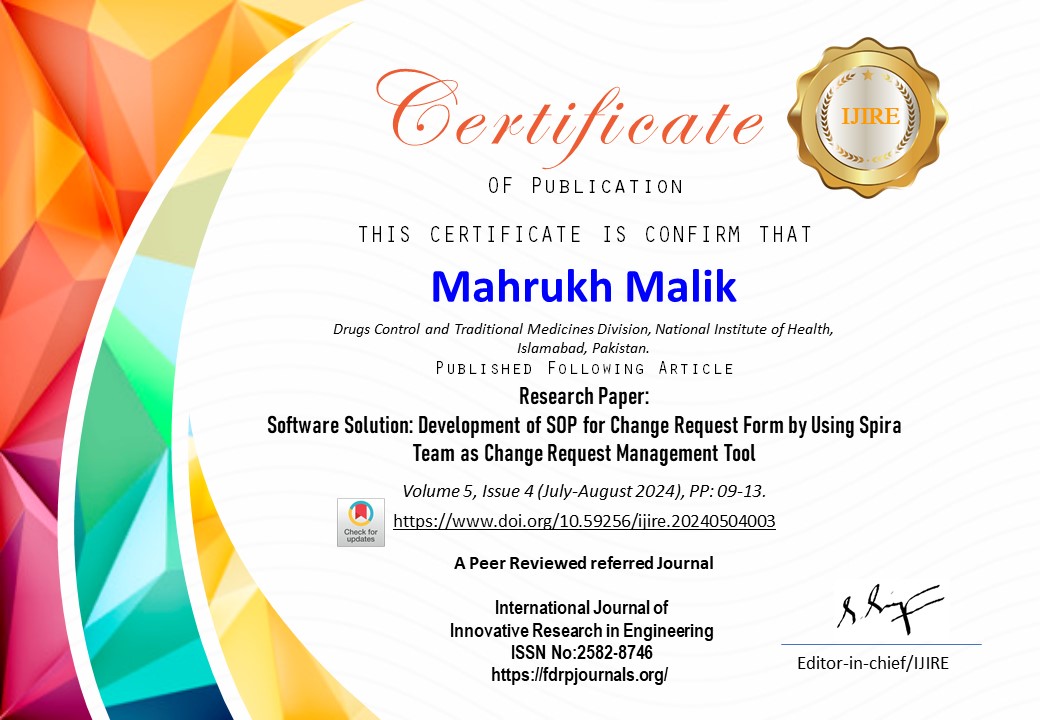 Certificate
IJIRE
OF PUBLICATION
THIS CERTIFICATE IS CONFIRM THAT
Mahrukh Malik
Drugs Control and Traditional Medicines Division, National Institute of Health,
Islamabad, Pakistan.
PUBLISHED FOLLOWING ARTICLE
Research Paper:
Software Solution: Development of SOP for Change Request Form by Using Spira
Team as Change Request Management Tool
Volume 5, Issue 4 (July-August 2024), PP: 09-13.
Check for
updates
https://www.doi.org/10.59256/ijire.20240504003
A Peer Reviewed referred Journal
International Journal of
Innovative Research in Engineering
ISSN No:2582-8746
https://fdrpjournals.org/
Editor-in-chief/IJIRE